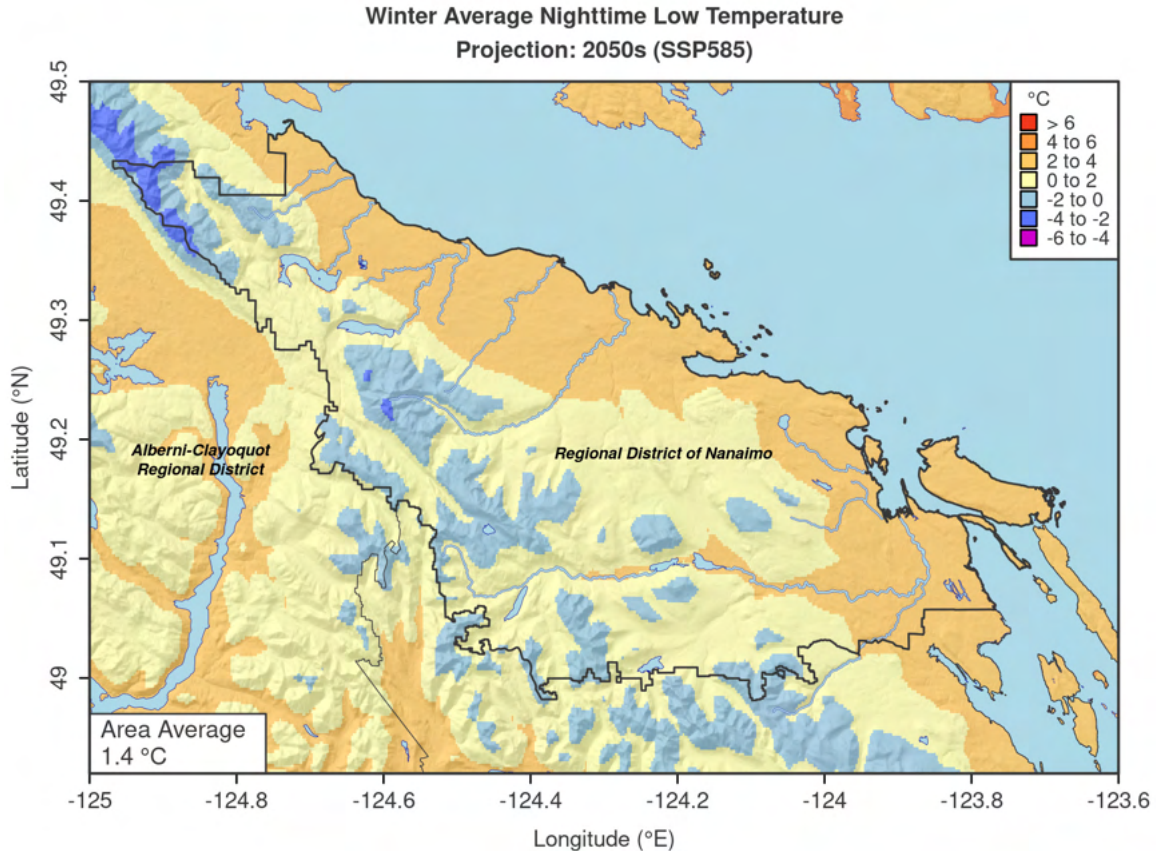 Winter Average Nighttime Low Temperature
Projection: 2050s (SSP585)
°C
> 6
4 to 6
2 to 4
0 to 2
-2 to 0
-4 to -2
-6 to -4
49.5
49.4
49.3
49.2
49.1
49
Latitude (°N)
Alberni-Clayoquot
Regional District
Regional District of Nanaimo
Area Average
1.4 °C
-125
-124.8
-124.6
-124.4
-124.2
-124
-123.8
-123.6
Longitude (°E)